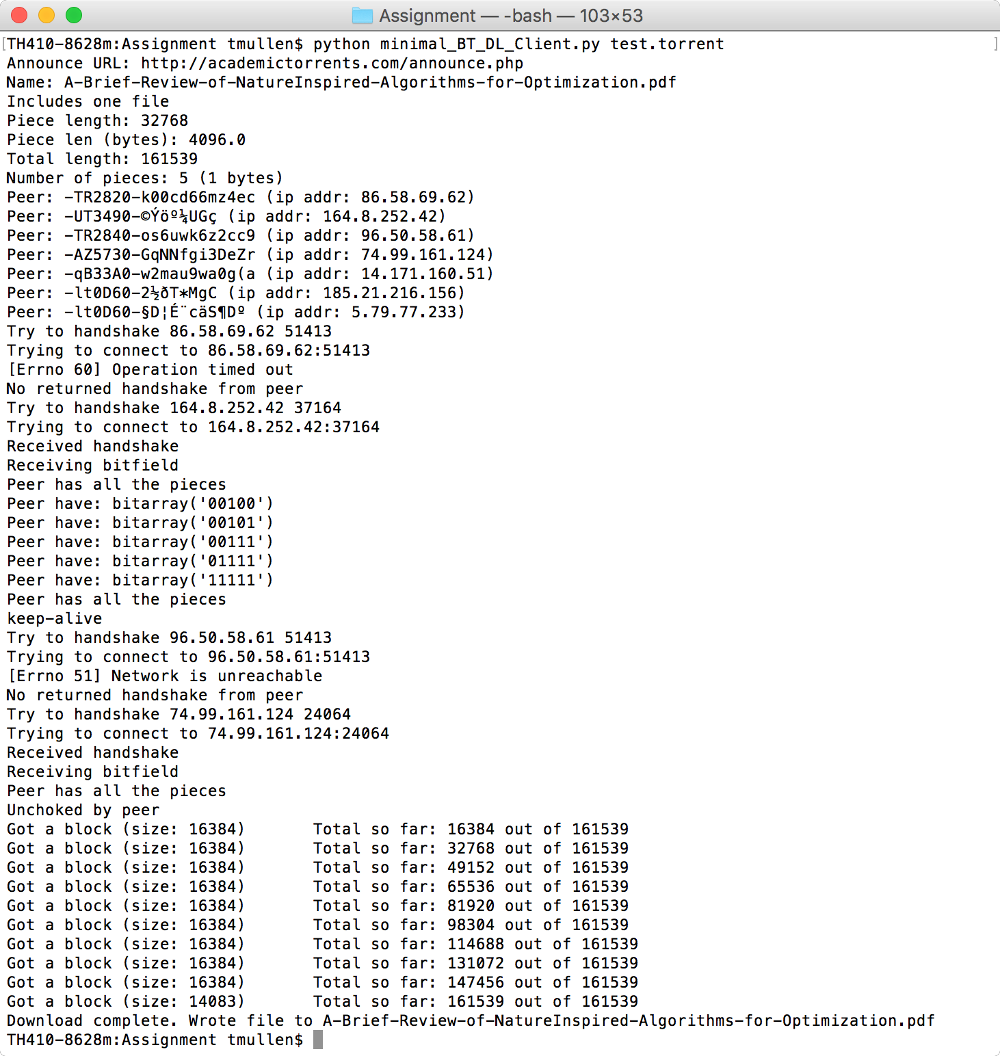 Assignment — -bash — 103×53
[TH410-8628m:Assignment tmullen$ python minimal_BT_DL_Client.py test.torrent ]
Announce URL: http://academictorrents.com/announce.php
Name: A-Brief-Review-of-NatureInspired-Algorithms-for-Optimization.pdf
Includes one file
Piece length: 32768
Piece len (bytes): 4096.0
Total length: 161539
Number of pieces: 5 (1 bytes)
Peer: -TR2820-k00cd66mz4ec (ip addr: 86.58.69.62)
Peer: -UT3490-©Ýöº¼UGç (ip addr: 164.8.252.42)
Peer: -TR2840-os6uwk6z2cc9 (ip addr: 96.50.58.61)
Peer: -AZ5730-GqNNfgi3DeZr (ip addr: 74.99.161.124)
Peer: -qB33A0-w2mau9wa0g(a (ip addr: 14.171.160.51)
Peer: -lt0D60-2½ðT*MgC (ip addr: 185.21.216.156)
Peer: -lt0D60-§D¦É¨cäS¶Dº (ip addr: 5.79.77.233)
Try to handshake 86.58.69.62 51413
Trying to connect to 86.58.69.62:51413
[Errno 60] Operation timed out
No returned handshake from peer
Try to handshake 164.8.252.42 37164
Trying to connect to 164.8.252.42:37164
Received handshake
Receiving bitfield
Peer has all the pieces
Peer have: bitarray('00100')
Peer have: bitarray('00101')
Peer have: bitarray('00111')
Peer have: bitarray('01111')
Peer have: bitarray('11111')
Peer has all the pieces
keep-alive
Try to handshake 96.50.58.61 51413
Trying to connect to 96.50.58.61:51413
[Errno 51] Network is unreachable
No returned handshake from peer
Try to handshake 74.99.161.124 24064
Trying to connect to 74.99.161.124:24064
Received handshake
Receiving bitfield
Peer has all the pieces
Unchoked by peer
Got a block (size: 16384) Total so far: 16384 out of 161539
Got a block (size: 16384) Total so far: 32768 out of 161539
Got a block (size: 16384) Total so far: 49152 out of 161539
Got a block (size: 16384) Total so far: 65536 out of 161539
Got a block (size: 16384) Total so far: 81920 out of 161539
Got a block (size: 16384) Total so far: 98304 out of 161539
Got a block (size: 16384) Total so far: 114688 out of 161539
Got a block (size: 16384) Total so far: 131072 out of 161539
Got a block (size: 16384) Total so far: 147456 out of 161539
Got a block (size: 14083) Total so far: 161539 out of 161539
Download complete. Wrote file to A-Brief-Review-of-NatureInspired-Algorithms-for-Optimization.pdf
TH410-8628m:Assignment tmullen$